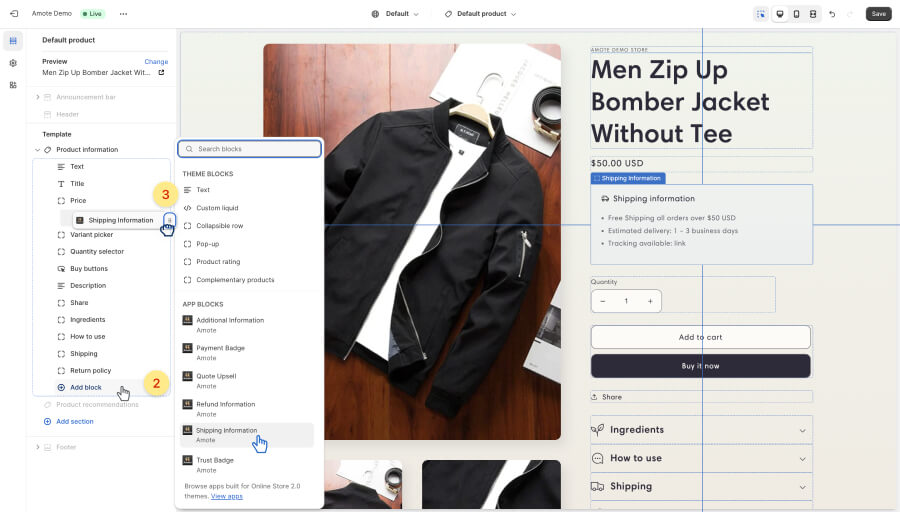 Amote Demo
Live
Default
Default product
Save
Default product
Preview
Change
Men Zip Up Bomber Jacket Wit...
Announcement bar
Header
Template
Product information
Text
Title
Price
Shipping Information
Variant picker
Quantity selector
Buy buttons
Description
Share
Ingredients
How to use
Shipping
Return policy
Add block
Product recommendations
Add section
Footer
3
2
Search blocks
THEME BLOCKS
Text
Custom liquid
Collapsible row
Pop-up
Product rating
Complementary products
APP BLOCKS
Additional Information
Amote
Payment Badge
Amote
Quote Upsell
Amote
Refund Information
Amote
Shipping Information
Amote
Trust Badge
Amote
Browse apps built for Online Store 2.0
themes. View apps
AMOTE DEMO STORE
Men Zip Up
Bomber Jacket
Without Tee
$50.00 USD
Shipping Information
Shipping information
• Free Shipping all orders over $50 USD
• Estimated delivery: 1 - 3 business days
• Tracking available: link
Quantity
− 1 +
Add to cart
Buy it now
Share
Ingredients
How to use
Shipping